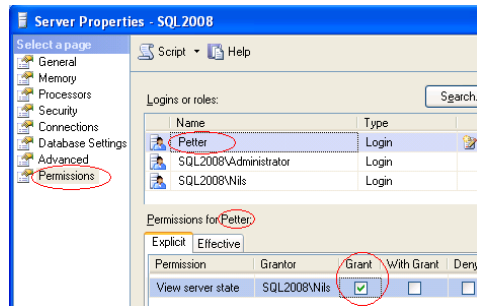 Server Properties - SQL2008
Select a page
General
Memory
Processors
Security
Connections
Database Settings
Advanced
Permissions
Script Help
Logins or roles:
Search.
Name Type
Petter Login
SQL2008\Administrator Login
SQL2008\Nils Login
Permissions for Petter:
Explicit Effective
Permission Grantor Grant With Grant Deny
View server state SQL2008\Nils